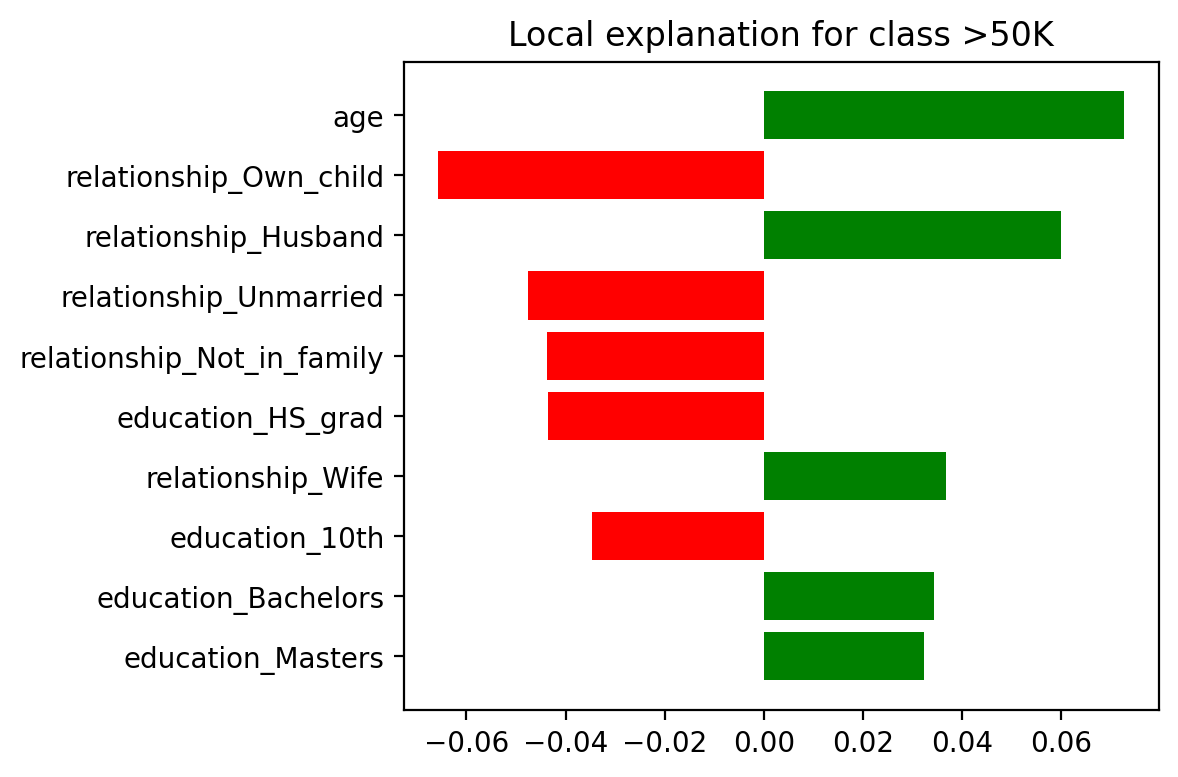 Local explanation for class >50K
age
relationship_Own_child
relationship_Husband
relationship_Unmarried
relationship_Not_in_family
education_HS_grad
relationship_Wife
education_10th
education_Bachelors
education_Masters
−0.06 −0.04 −0.02 0.00 0.02 0.04 0.06